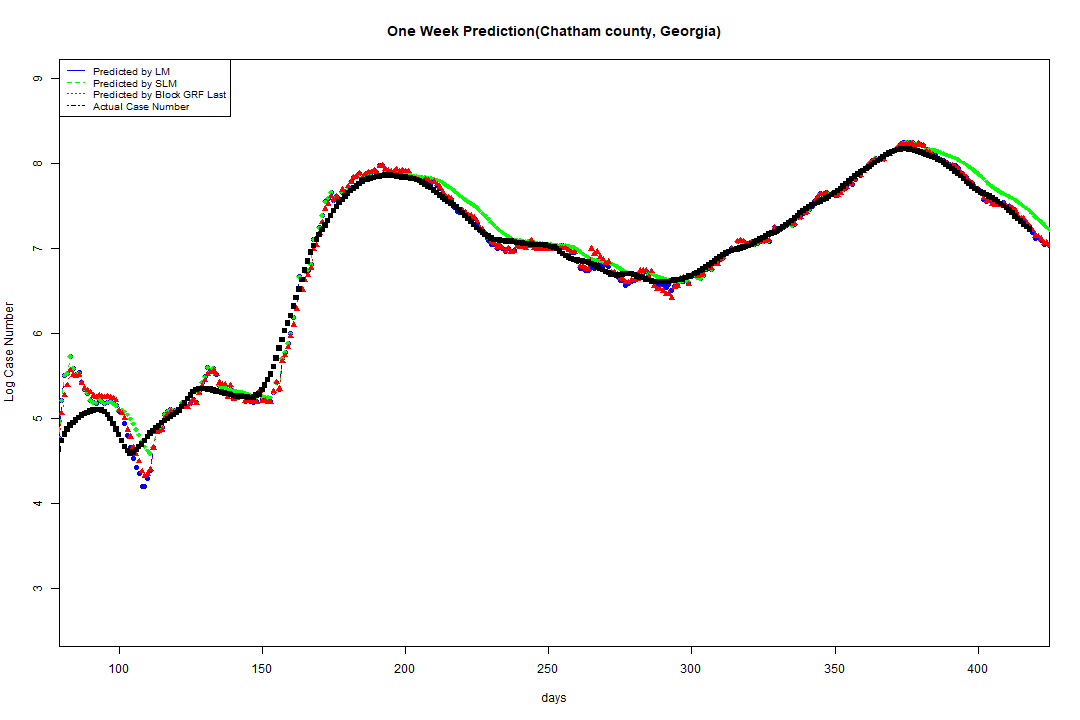 One Week Prediction(Chatham county, Georgia)
Predicted by LM
Predicted by SLM
Predicted by Block GRF Last
Actual Case Number
Log Case Number
9
8
7
6
5
4
3
100 150 200 250 300 350 400
days